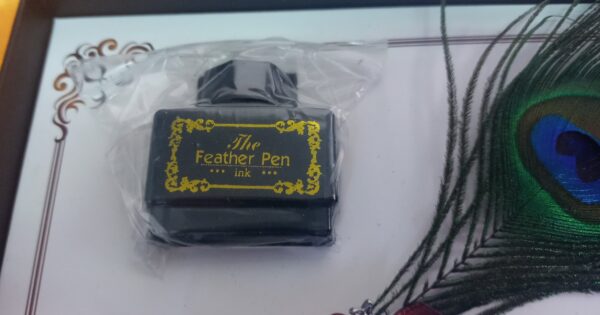 The
Feather Pen
*** ink ***